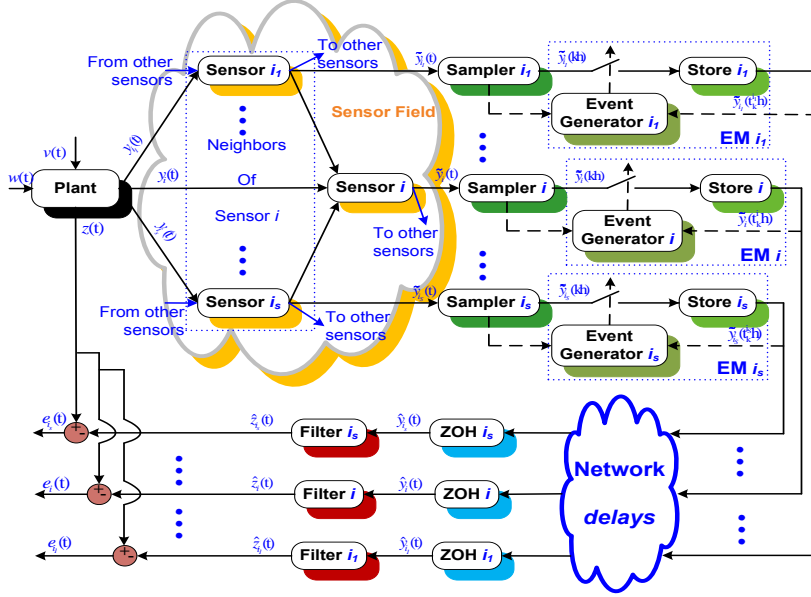 From other
sensors
To other
sensors
Sensor i₁
Sensor Field
ỹᵢ₁(t)
Sampler i₁
ỹᵢ₁(kh)
Store i₁
Event
Generator i₁
ỹᵢ₁(tₖⁱh)
EM i₁
Neighbors
Of
Sensor i
v(t)
w(t)
Plant
z(t)
yᵢ₁(t)
yᵢ(t)
yᵢₛ(t)
Sensor i
ỹᵢ(t)
Sampler i
ỹᵢ(kh)
Store i
Event
Generator i
ỹᵢ(tₖⁱh)
EM i
To other
sensors
From other
sensors
Sensor iₛ
To other
sensors
ỹᵢₛ(t)
Sampler iₛ
ỹᵢₛ(kh)
Store iₛ
Event
Generator iₛ
ỹᵢₛ(tₖⁱh)
EM iₛ
eᵢₛ(t)
+
-
ẑᵢₛ(t)
Filter iₛ
ŷᵢₛ(t)
ZOH iₛ
Network
delays
eᵢ(t)
+
-
ẑᵢ(t)
Filter i
ŷᵢ(t)
ZOH i
eᵢ₁(t)
+
-
ẑᵢ₁(t)
Filter i₁
ŷᵢ₁(t)
ZOH i₁